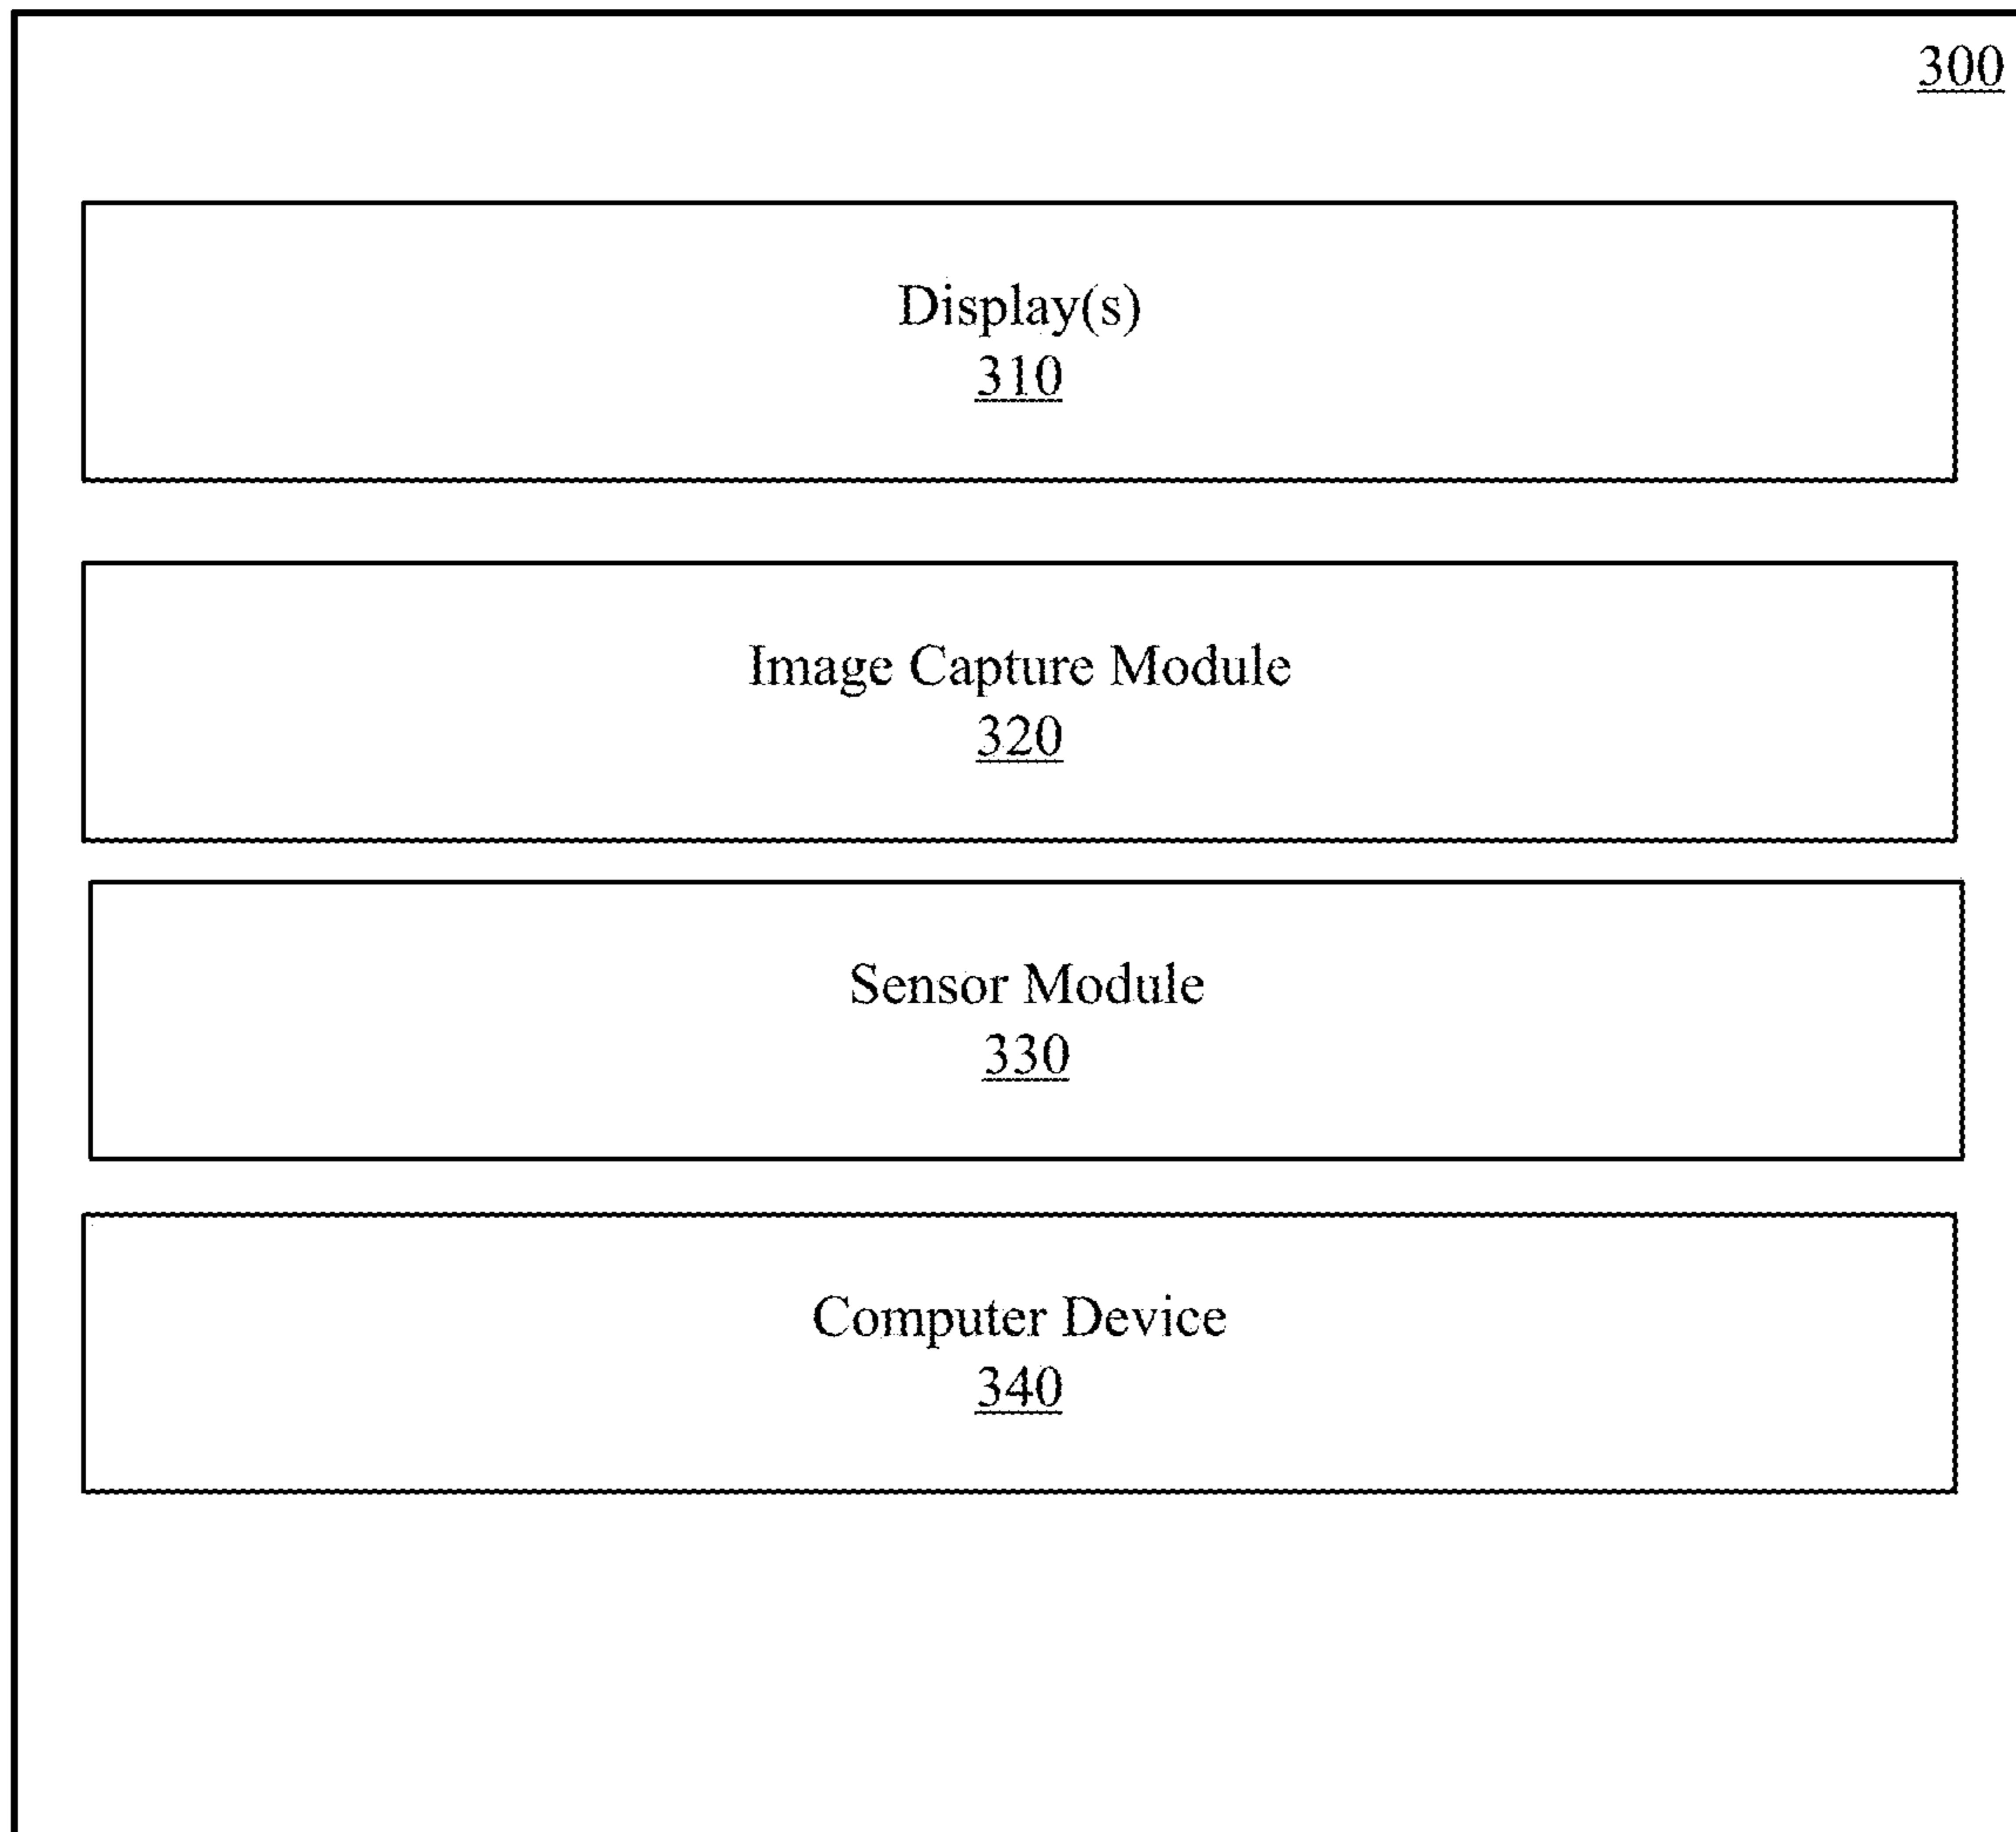 300
Display(s)
310
Image Capture Module
320
Sensor Module
330
Computer Device
340